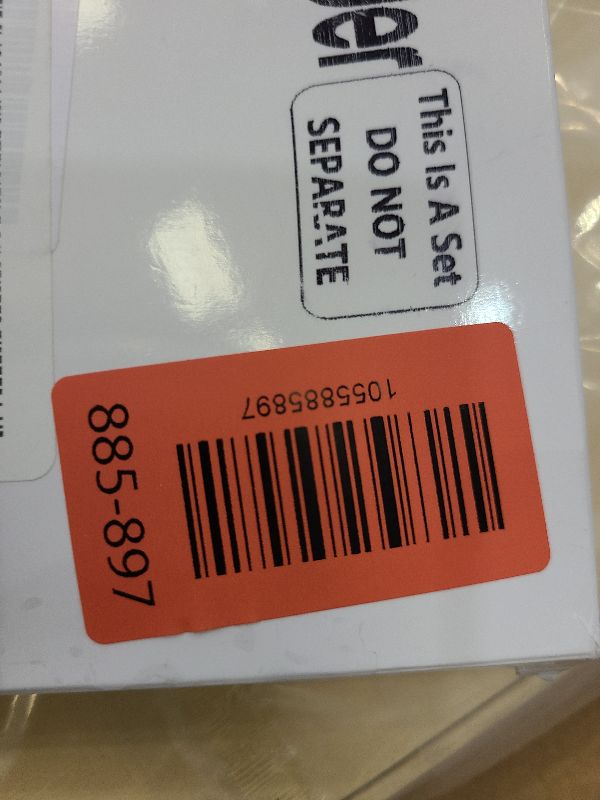 This Is A Set
DO NOT
SEPARATE
1055885897
885-897